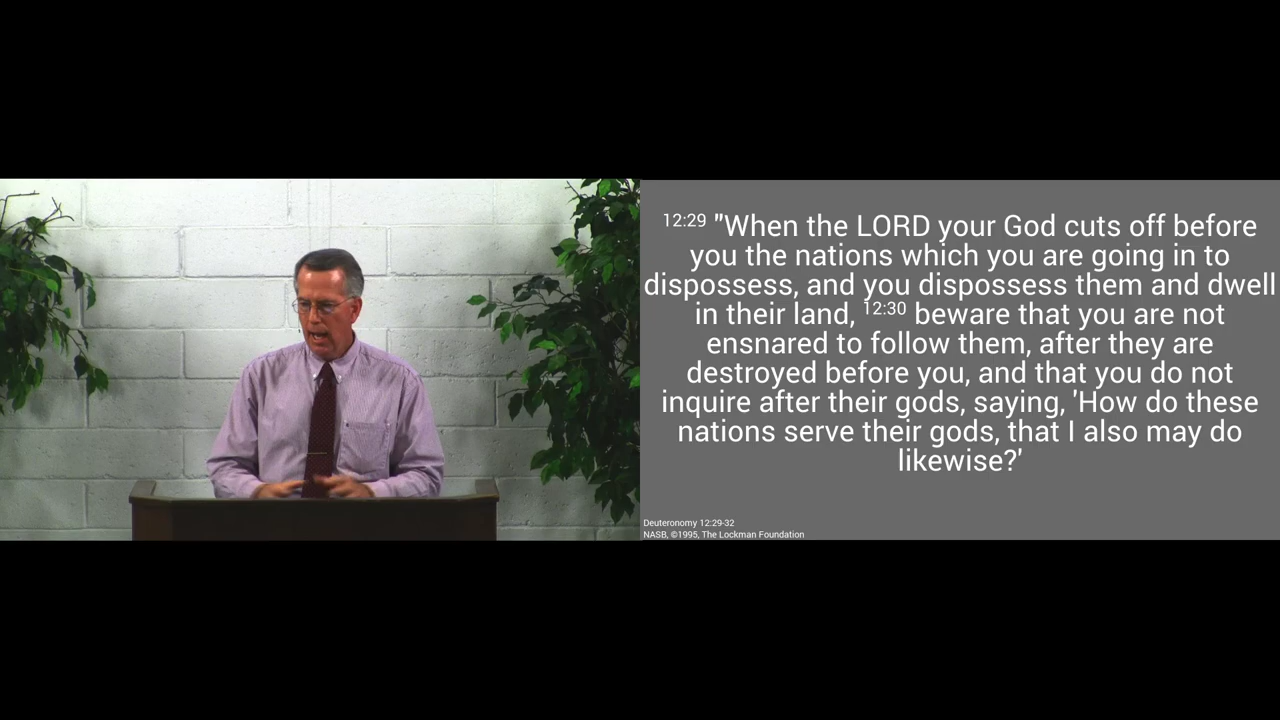 12:29 "When the LORD your God cuts off before
you the nations which you are going in to
dispossess, and you dispossess them and dwell
in their land, 12:30 beware that you are not
ensnared to follow them, after they are
destroyed before you, and that you do not
inquire after their gods, saying, 'How do these
nations serve their gods, that I also may do
likewise?'
Deuteronomy 12:29-32
NASB, ©1995, The Lockman Foundation